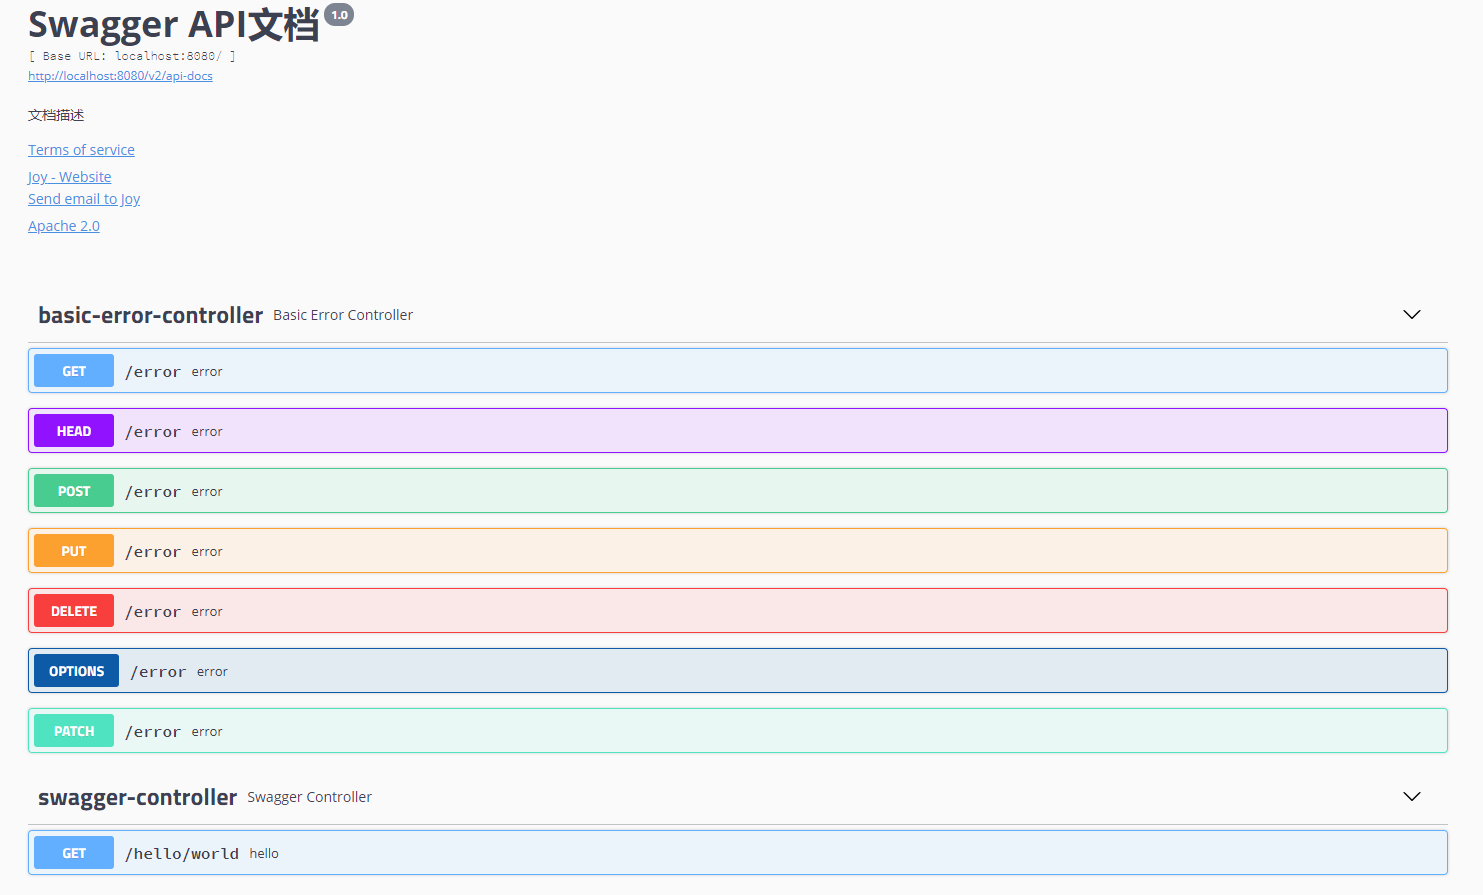 Swagger API文档 1.0
[ Base URL: localhost:8080/ ]
http://localhost:8080/v2/api-docs
文档描述
Terms of service
Joy - Website
Send email to Joy
Apache 2.0
basic-error-controller Basic Error Controller
GET /error error
HEAD /error error
POST /error error
PUT /error error
DELETE /error error
OPTIONS /error error
PATCH /error error
swagger-controller Swagger Controller
GET /hello/world hello